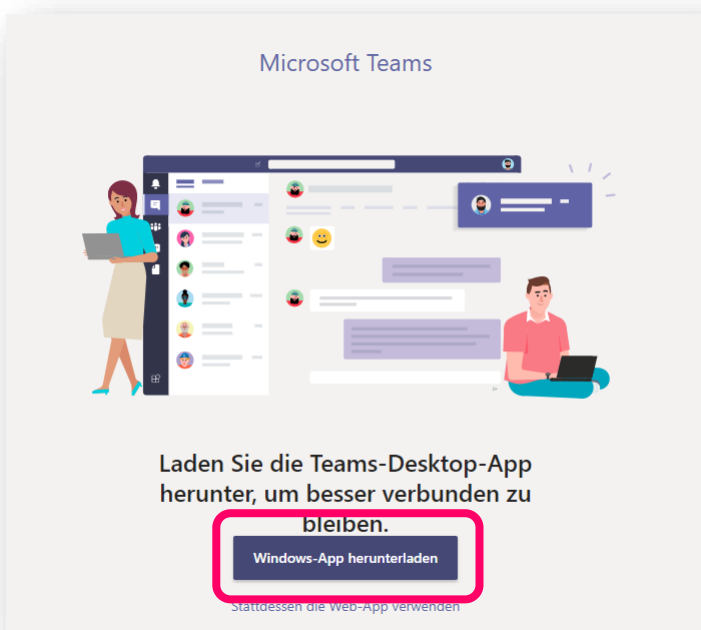 Microsoft Teams
Laden Sie die Teams-Desktop-App
herunter, um besser verbunden zu
bleiben.
Windows-App herunterladen
Stattdessen die Web-App verwenden